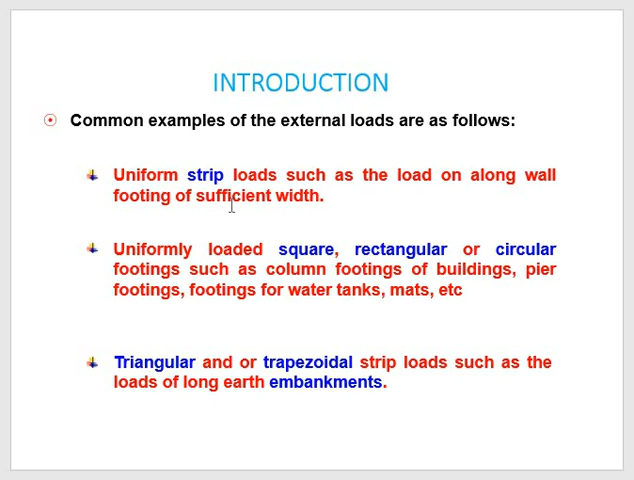 INTRODUCTION
Common examples of the external loads are as follows:
Uniform strip loads such as the load on along wall
footing of sufficient width.
Uniformly loaded square, rectangular or circular
footings such as column footings of buildings, pier
footings, footings for water tanks, mats, etc
Triangular and or trapezoidal strip loads such as the
loads of long earth embankments.